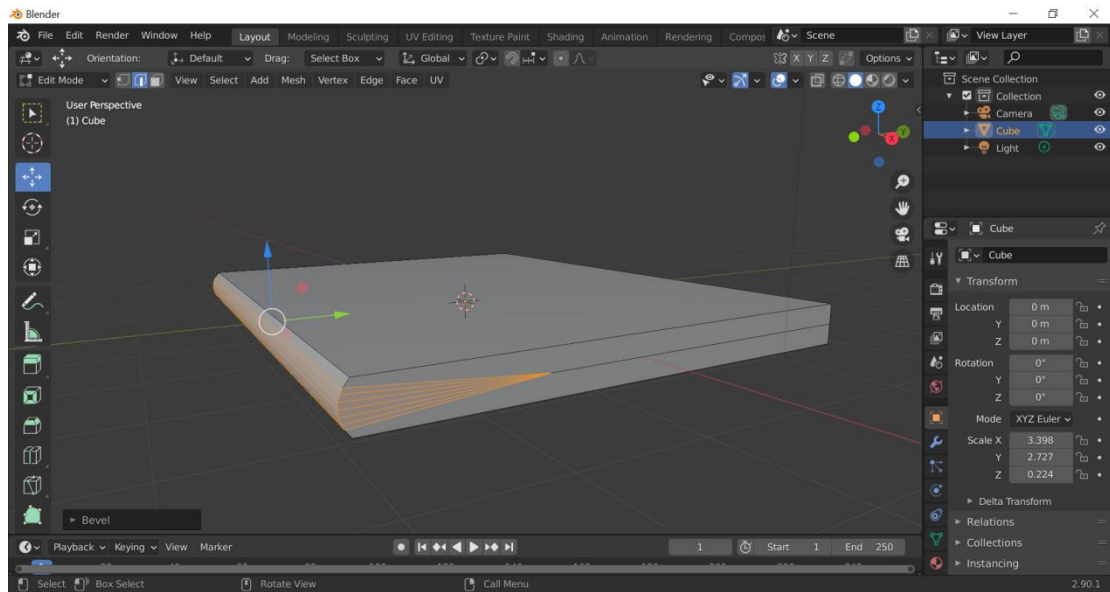 Blender
File Edit Render Window Help Layout Modeling Sculpting UV Editing Texture Paint Shading Animation Rendering Compos Scene View Layer
Orientation: Default Drag: Select Box Global X Y Z Options
Edit Mode View Select Add Mesh Vertex Edge Face UV
User Perspective
(1) Cube
Z
Y
X
Bevel
Scene Collection
Collection
Camera
Cube
Light
Cube
Cube
Transform
Location 0 m
Y 0 m
Z 0 m
Rotation 0°
Y 0°
Z 0°
Mode XYZ Euler
Scale X 3.398
Y 2.727
Z 0.224
Delta Transform
Relations
Collections
Instancing
Playback Keying View Marker 1 Start 1 End 250
Select Box Select Rotate View Call Menu 2.90.1